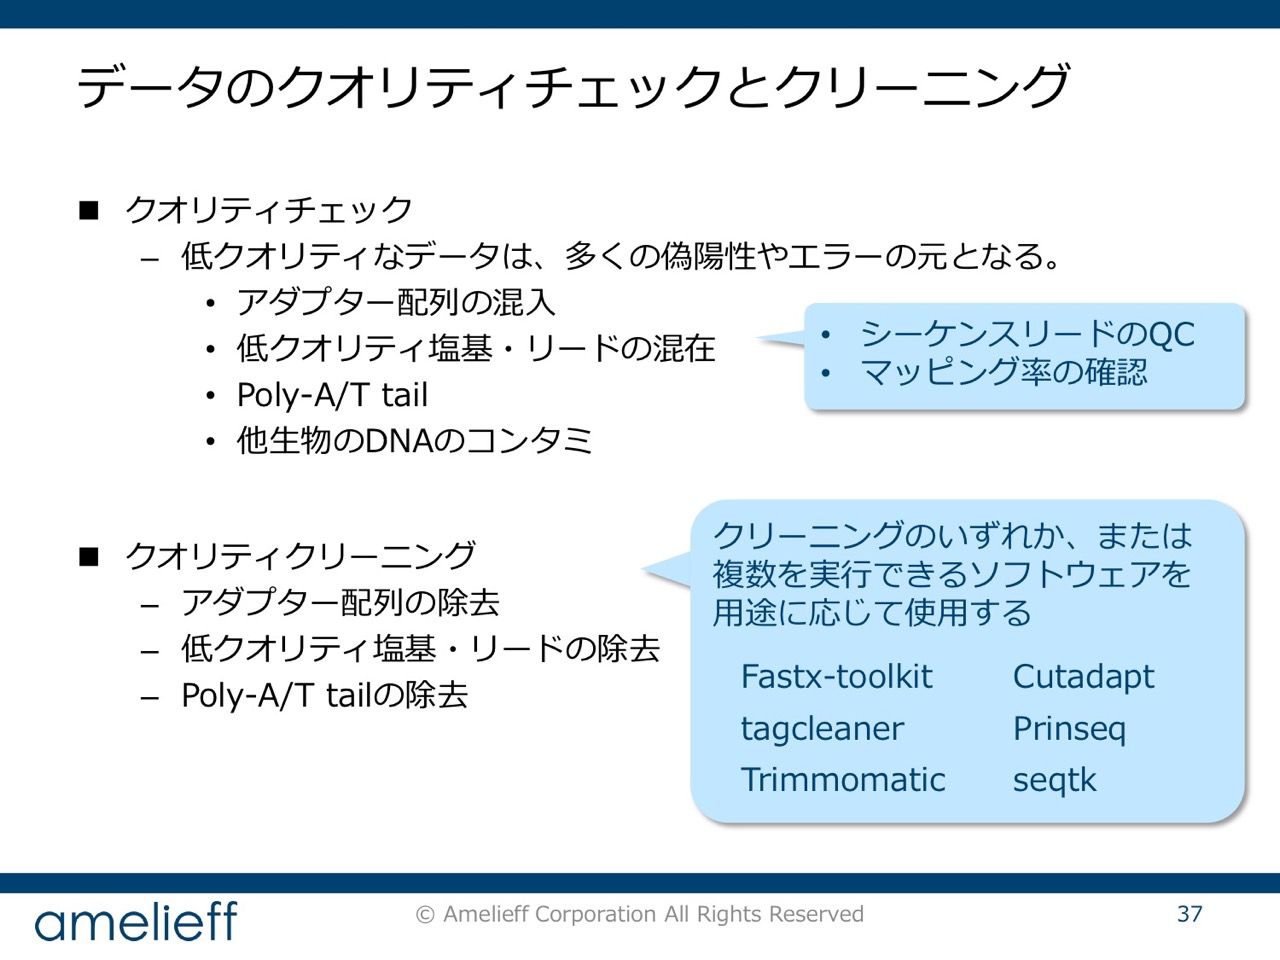 データのクオリティチェックとクリーニング
■ クオリティチェック
– 低クオリティなデータは、多くの偽陽性やエラーの元となる。
• アダプター配列の混入
• 低クオリティ塩基・リードの混在
• Poly-A/T tail
• 他生物のDNAのコンタミ
• シーケンスリードのQC
• マッピング率の確認
■ クオリティクリーニング
– アダプター配列の除去
– 低クオリティ塩基・リードの除去
– Poly-A/T tailの除去
クリーニングのいずれか、または
複数を実行できるソフトウェアを
用途に応じて使用する
Fastx-toolkit Cutadapt
tagcleaner Prinseq
Trimmomatic seqtk
amelieff
© Amelieff Corporation All Rights Reserved
37